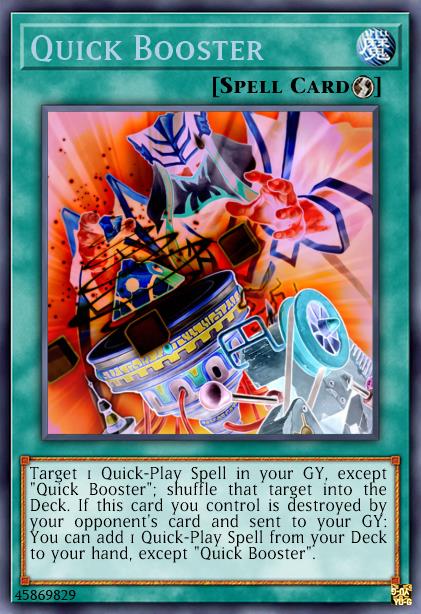 Quick Booster
魔
[Spell Card]
Target 1 Quick-Play Spell in your GY, except
"Quick Booster"; shuffle that target into the
Deck. If this card you control is destroyed by
your opponent's card and sent to your GY:
You can add 1 Quick-Play Spell from your Deck
to your hand, except "Quick Booster".
45869829